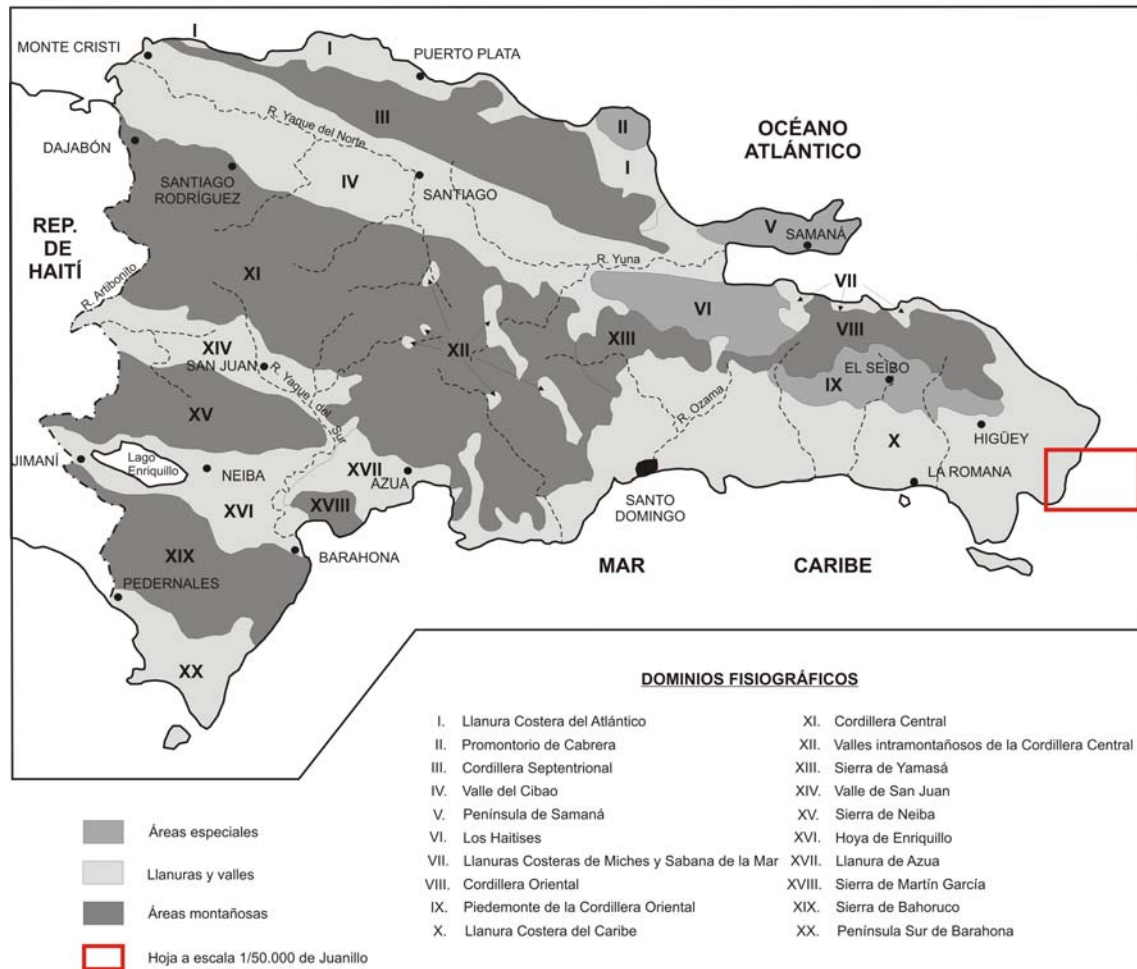 I
I
MONTE CRISTI
PUERTO PLATA
R. Yaque del Norte
III
II
OCÉANO
ATLÁNTICO
DAJABÓN
I
SANTIAGO
RODRÍGUEZ
IV
SANTIAGO
REP.
DE
HAITÍ
V
SAMANÁ
R. Yuna
XI
VII
R. Artibonito
VI
VIII
XIII
XII
XIV
SAN JUAN
EL SEÏBO
IX
R. Yaque del Sur
R. Ozama
XV
X
HIGÜEY
JIMANÍ
Lago
Enriquillo
NEIBA
XVII
AZUA
LA ROMANA
XVI
XVIII
SANTO
DOMINGO
XIX
BARAHONA
MAR
CARIBE
PEDERNALES
XX
DOMINIOS FISIOGRÁFICOS
I. Llanura Costera del Atlántico
II. Promontorio de Cabrera
III. Cordillera Septentrional
IV. Valle del Cibao
V. Península de Samaná
VI. Los Haitises
VII. Llanuras Costeras de Miches y Sabana de la Mar
VIII. Cordillera Oriental
IX. Piedemonte de la Cordillera Oriental
X. Llanura Costera del Caribe
XI. Cordillera Central
XII. Valles intramontañosos de la Cordillera Central
XIII. Sierra de Yamasá
XIV. Valle de San Juan
XV. Sierra de Neiba
XVI. Hoya de Enriquillo
XVII. Llanura de Azua
XVIII. Sierra de Martín García
XIX. Sierra de Bahoruco
XX. Península Sur de Barahona
Áreas especiales
Llanuras y valles
Áreas montañosas
Hoja a escala 1/50.000 de Juanillo